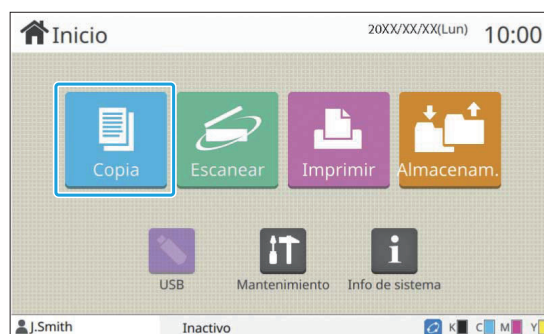 Inicio
20XX/XX/XX(Lun) 10:00
Copia Escanear Imprimir Almacenam.
USB Mantenimiento Info de sistema
J.Smith Inactivo K C M Y